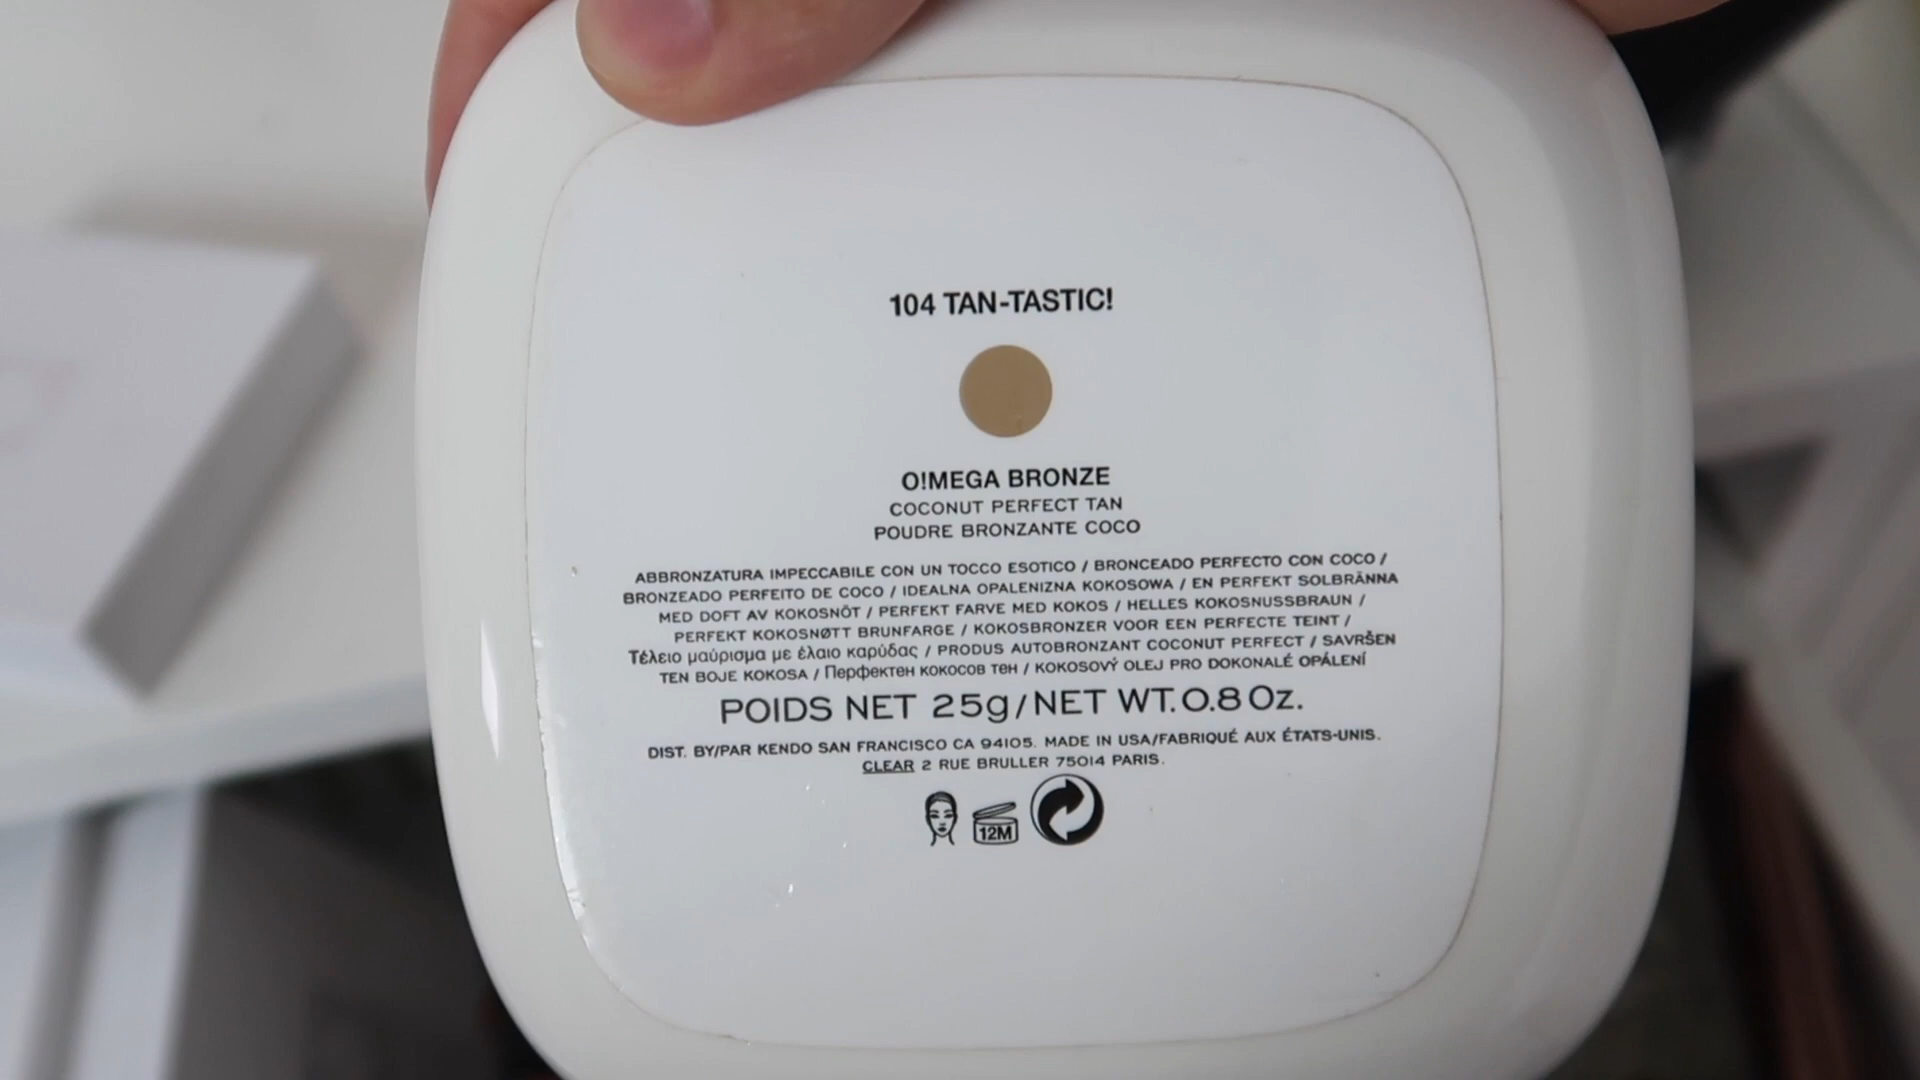 104 TAN-TASTIC!
O!MEGA BRONZE
COCONUT PERFECT TAN
POUDRE BRONZANTE COCO
ABBRONZATURA IMPECCABILE CON UN TOCCO ESOTICO / BRONCEADO PERFECTO CON COCO /
BRONZEADO PERFEITO DE COCO / IDEALNA OPALENIZNA KOKOSOWA / EN PERFEKT SOLBRÄNNA
MED DOFT AV KOKOSNÖT / PERFEKT FARVE MED KOKOS / HELLES KOKOSNUSSBRAUN /
PERFEKT KOKOSNØTT BRUNFARGE / KOKOSBRONZER VOOR EEN PERFECTE TEINT /
Τέλειο μαύρισμα με έλαιο καρύδας / PRODUS AUTOBRONZANT COCONUT PERFECT / SAVRŠEN
TEN BOJE KOKOSA / Перфектен кокосов тен / KOKOSOVÝ OLEJ PRO DOKONALÉ OPÁLENÍ
POIDS NET 25g/NET WT.0.8 Oz.
DIST. BY/PAR KENDO SAN FRANCISCO CA 94105. MADE IN USA/FABRIQUÉ AUX ÉTATS-UNIS.
CLEAR 2 RUE BRULLER 75014 PARIS.
12M